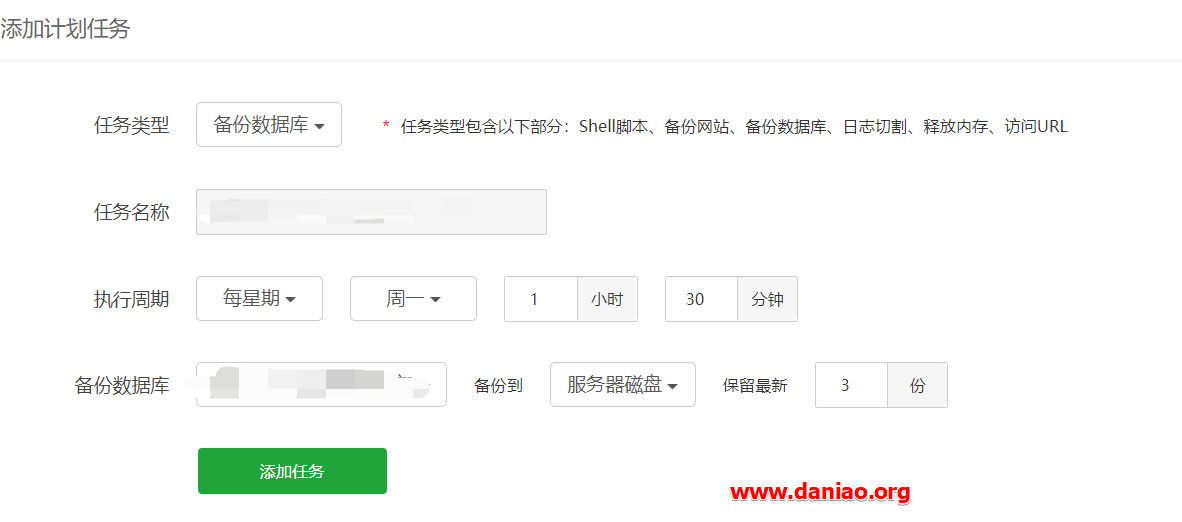 添加计划任务
任务类型 备份数据库 * 任务类型包含以下部分：Shell脚本、备份网站、备份数据库、日志切割、释放内存、访问URL
任务名称
执行周期 每星期 周一 1 小时 30 分钟
备份数据库 备份到 服务器磁盘 保留最新 3 份
添加任务
www.daniao.org